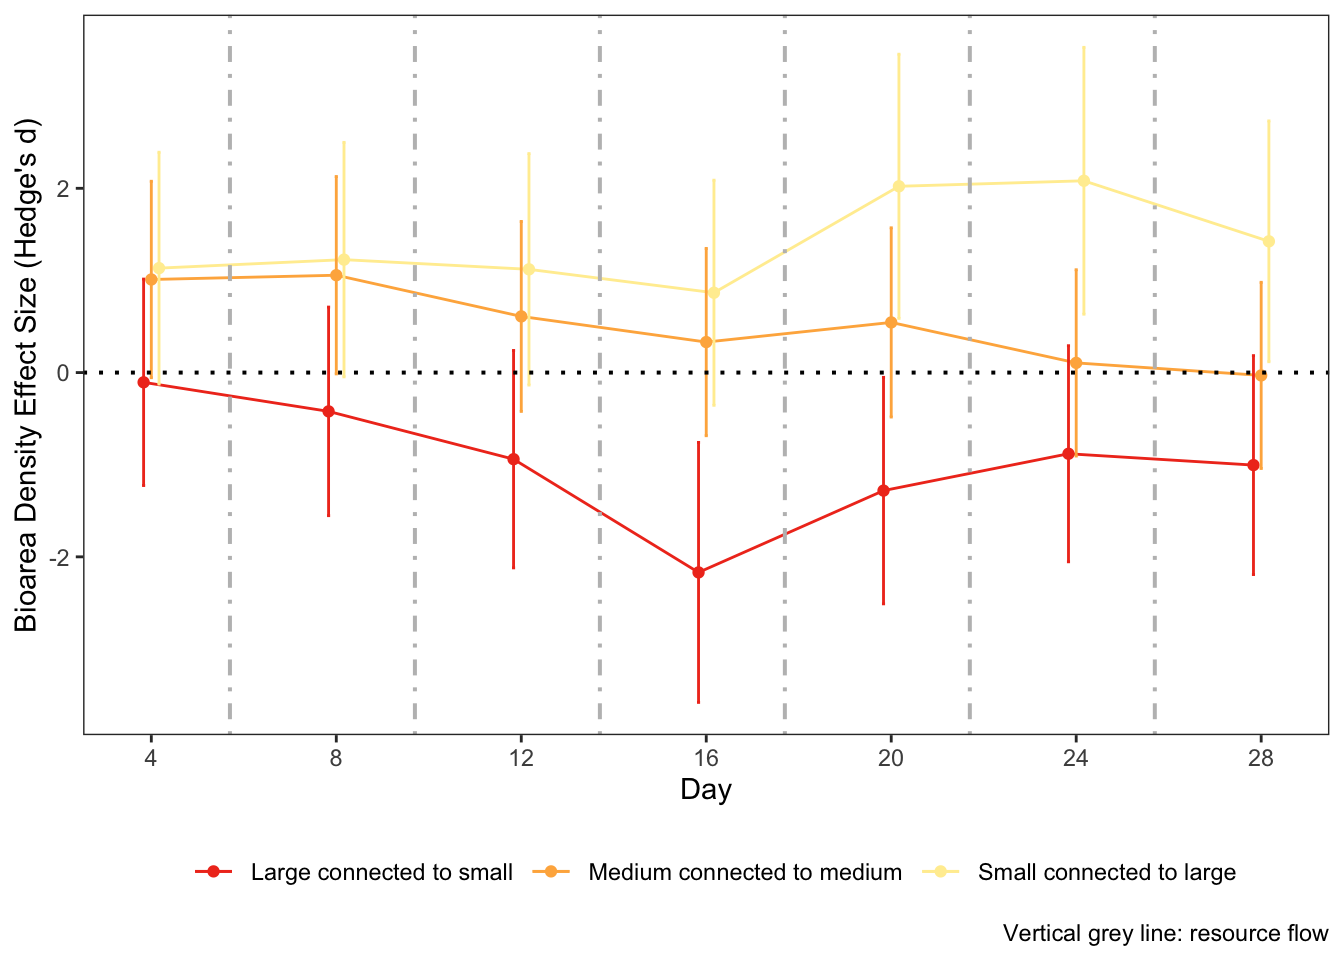 Bioarea Density Effect Size (Hedge's d)
2
0
-2
4 8 12 16 20 24 28
Day
Large connected to small Medium connected to medium Small connected to large
Vertical grey line: resource flow